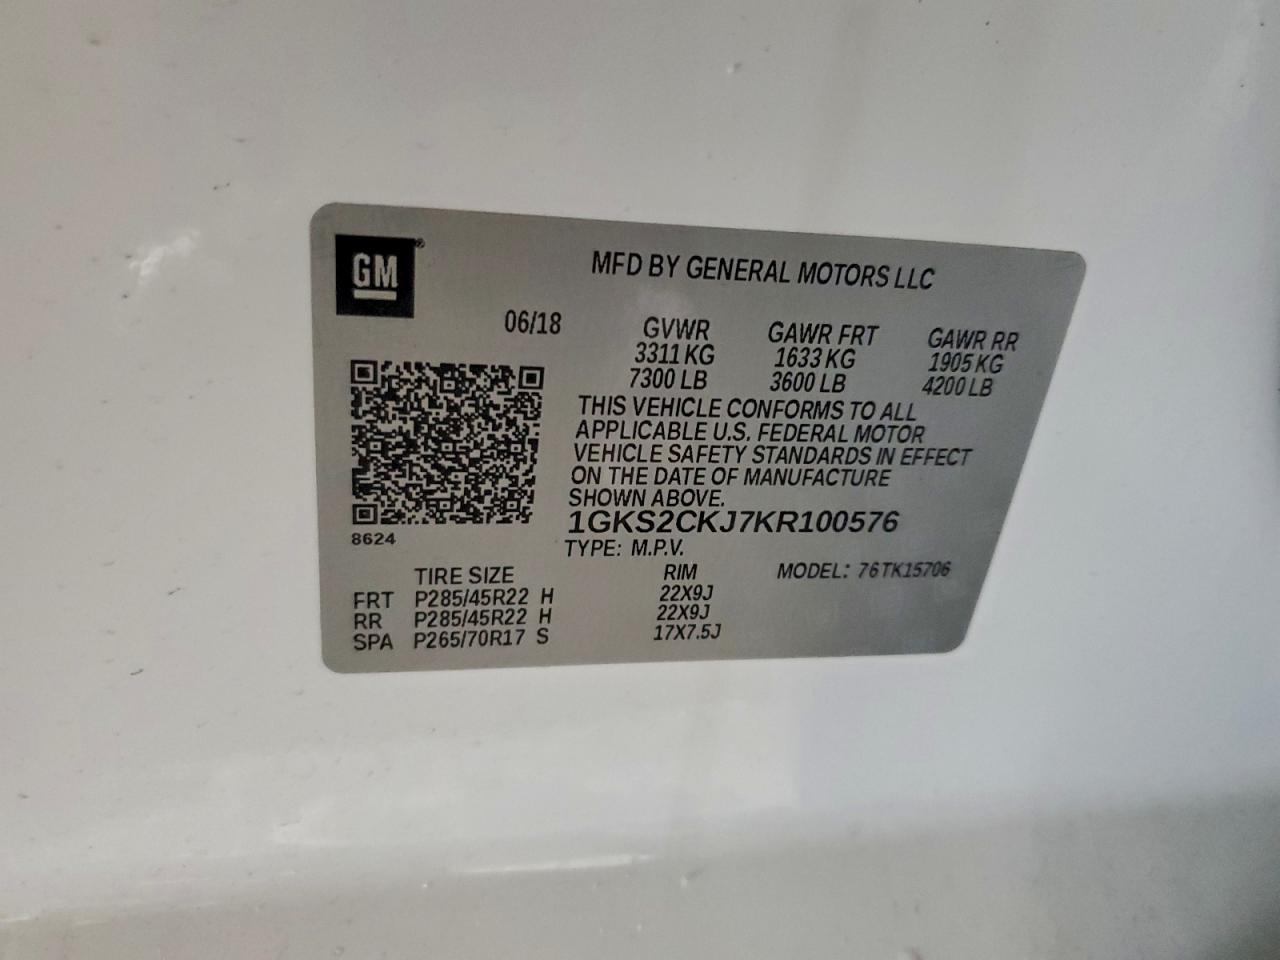 GM®
MFD BY GENERAL MOTORS LLC
06/18 GVWR GAWR FRT GAWR RR
3311 KG 1633 KG 1905 KG
7300 LB 3600 LB 4200 LB
THIS VEHICLE CONFORMS TO ALL
APPLICABLE U.S. FEDERAL MOTOR
VEHICLE SAFETY STANDARDS IN EFFECT
ON THE DATE OF MANUFACTURE
SHOWN ABOVE.
1GKS2CKJ7KR100576
8624
TYPE: M.P.V. MODEL: 76TK15706
TIRE SIZE RIM
FRT P285/45R22 H 22X9J
RR P285/45R22 H 22X9J
SPA P265/70R17 S 17X7.5J